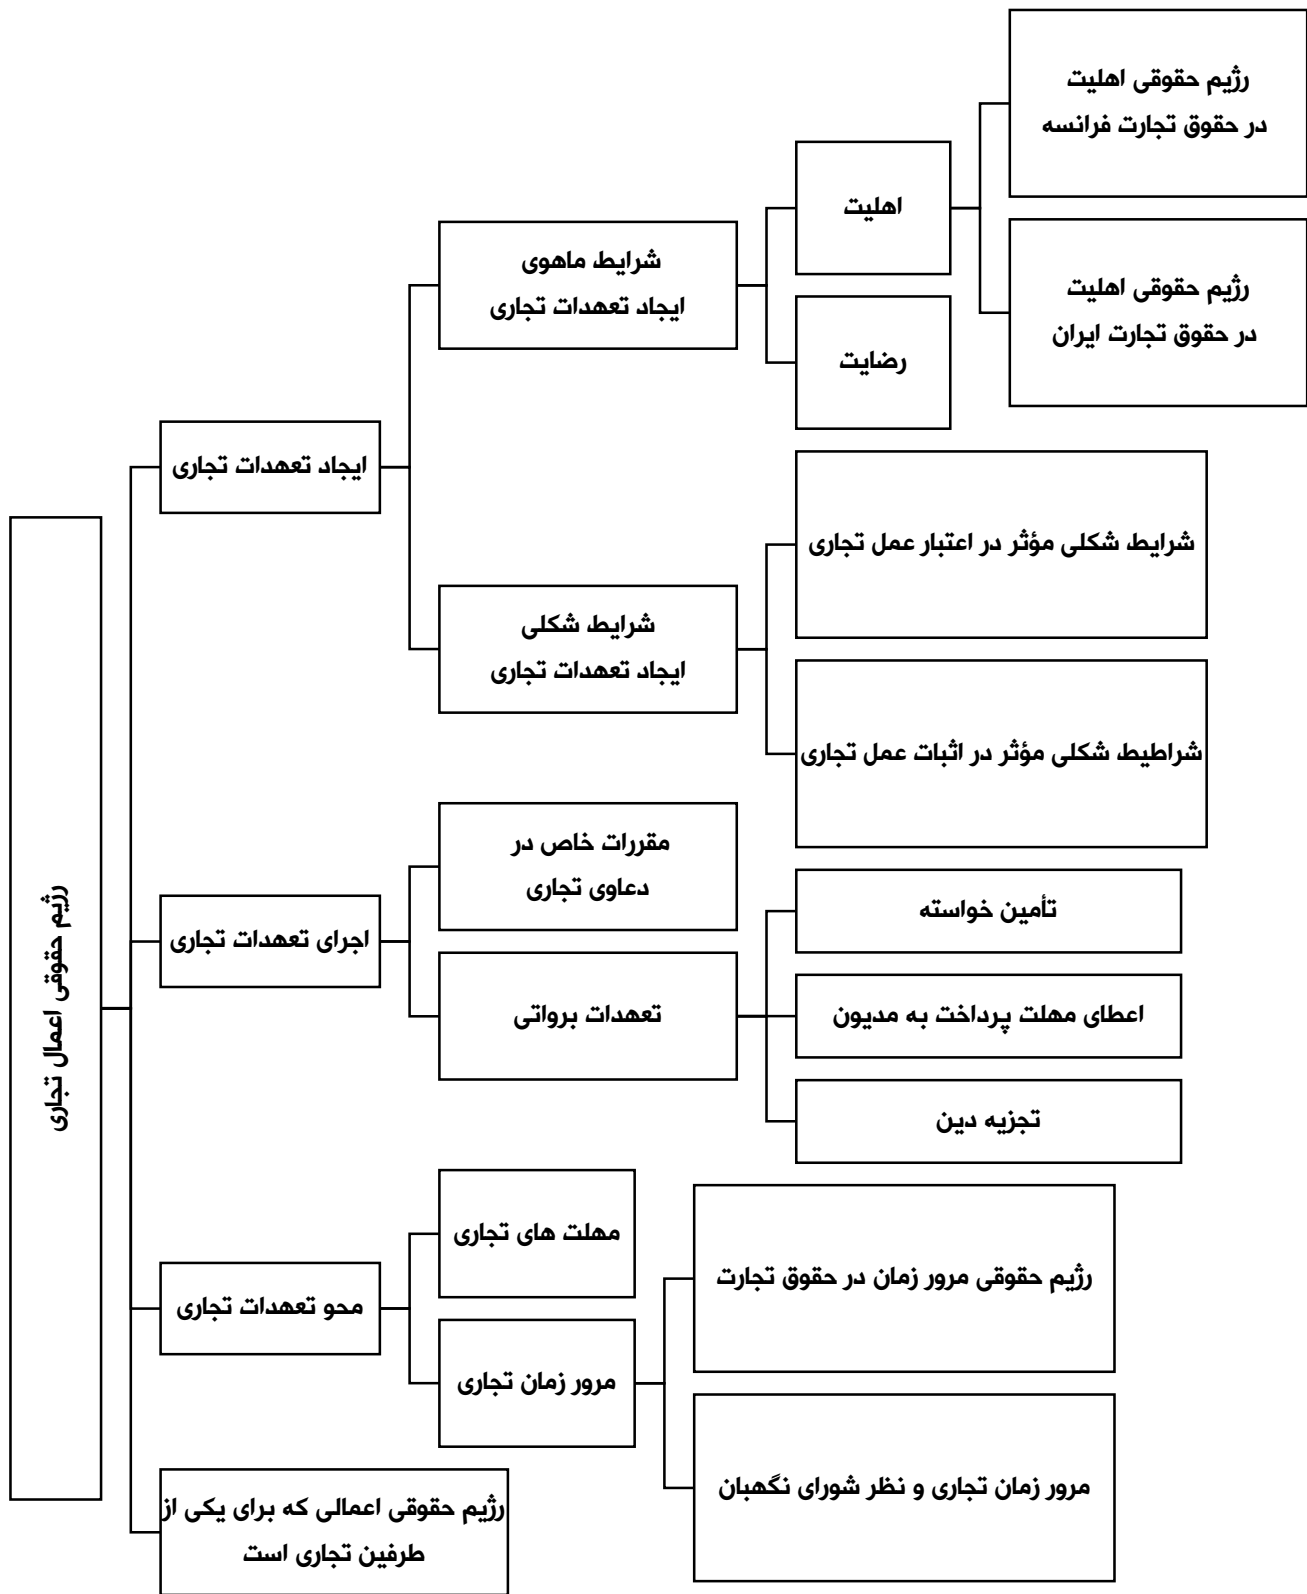 رژیم حقوقی اعمال تجاری
ایجاد تعهدات تجاری
شرایط ماهوی
ایجاد تعهدات تجاری
اهلیت
رژیم حقوقی اهلیت
در حقوق تجارت فرانسه
رژیم حقوقی اهلیت
در حقوق تجارت ایران
رضایت
شرایط شکلی
ایجاد تعهدات تجاری
شرایط شکلی مؤثر در اعتبار عمل تجاری
شراطیط شکلی مؤثر در اثبات عمل تجاری
اجرای تعهدات تجاری
مقررات خاص در
دعاوی تجاری
تعهدات برواتی
تأمین خواسته
اعطای مهلت پرداخت به مدیون
تجزیه دین
محو تعهدات تجاری
مهلت های تجاری
مرور زمان تجاری
رژیم حقوقی مرور زمان در حقوق تجارت
مرور زمان تجاری و نظر شورای نگهبان
رژیم حقوقی اعمالی که برای یکی از
طرفین تجاری است